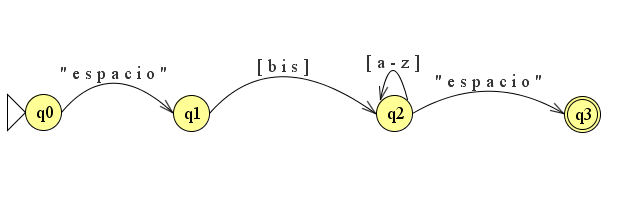 "espacio"
[bis]
[a-z]
"espacio"
q0
q1
q2
q3